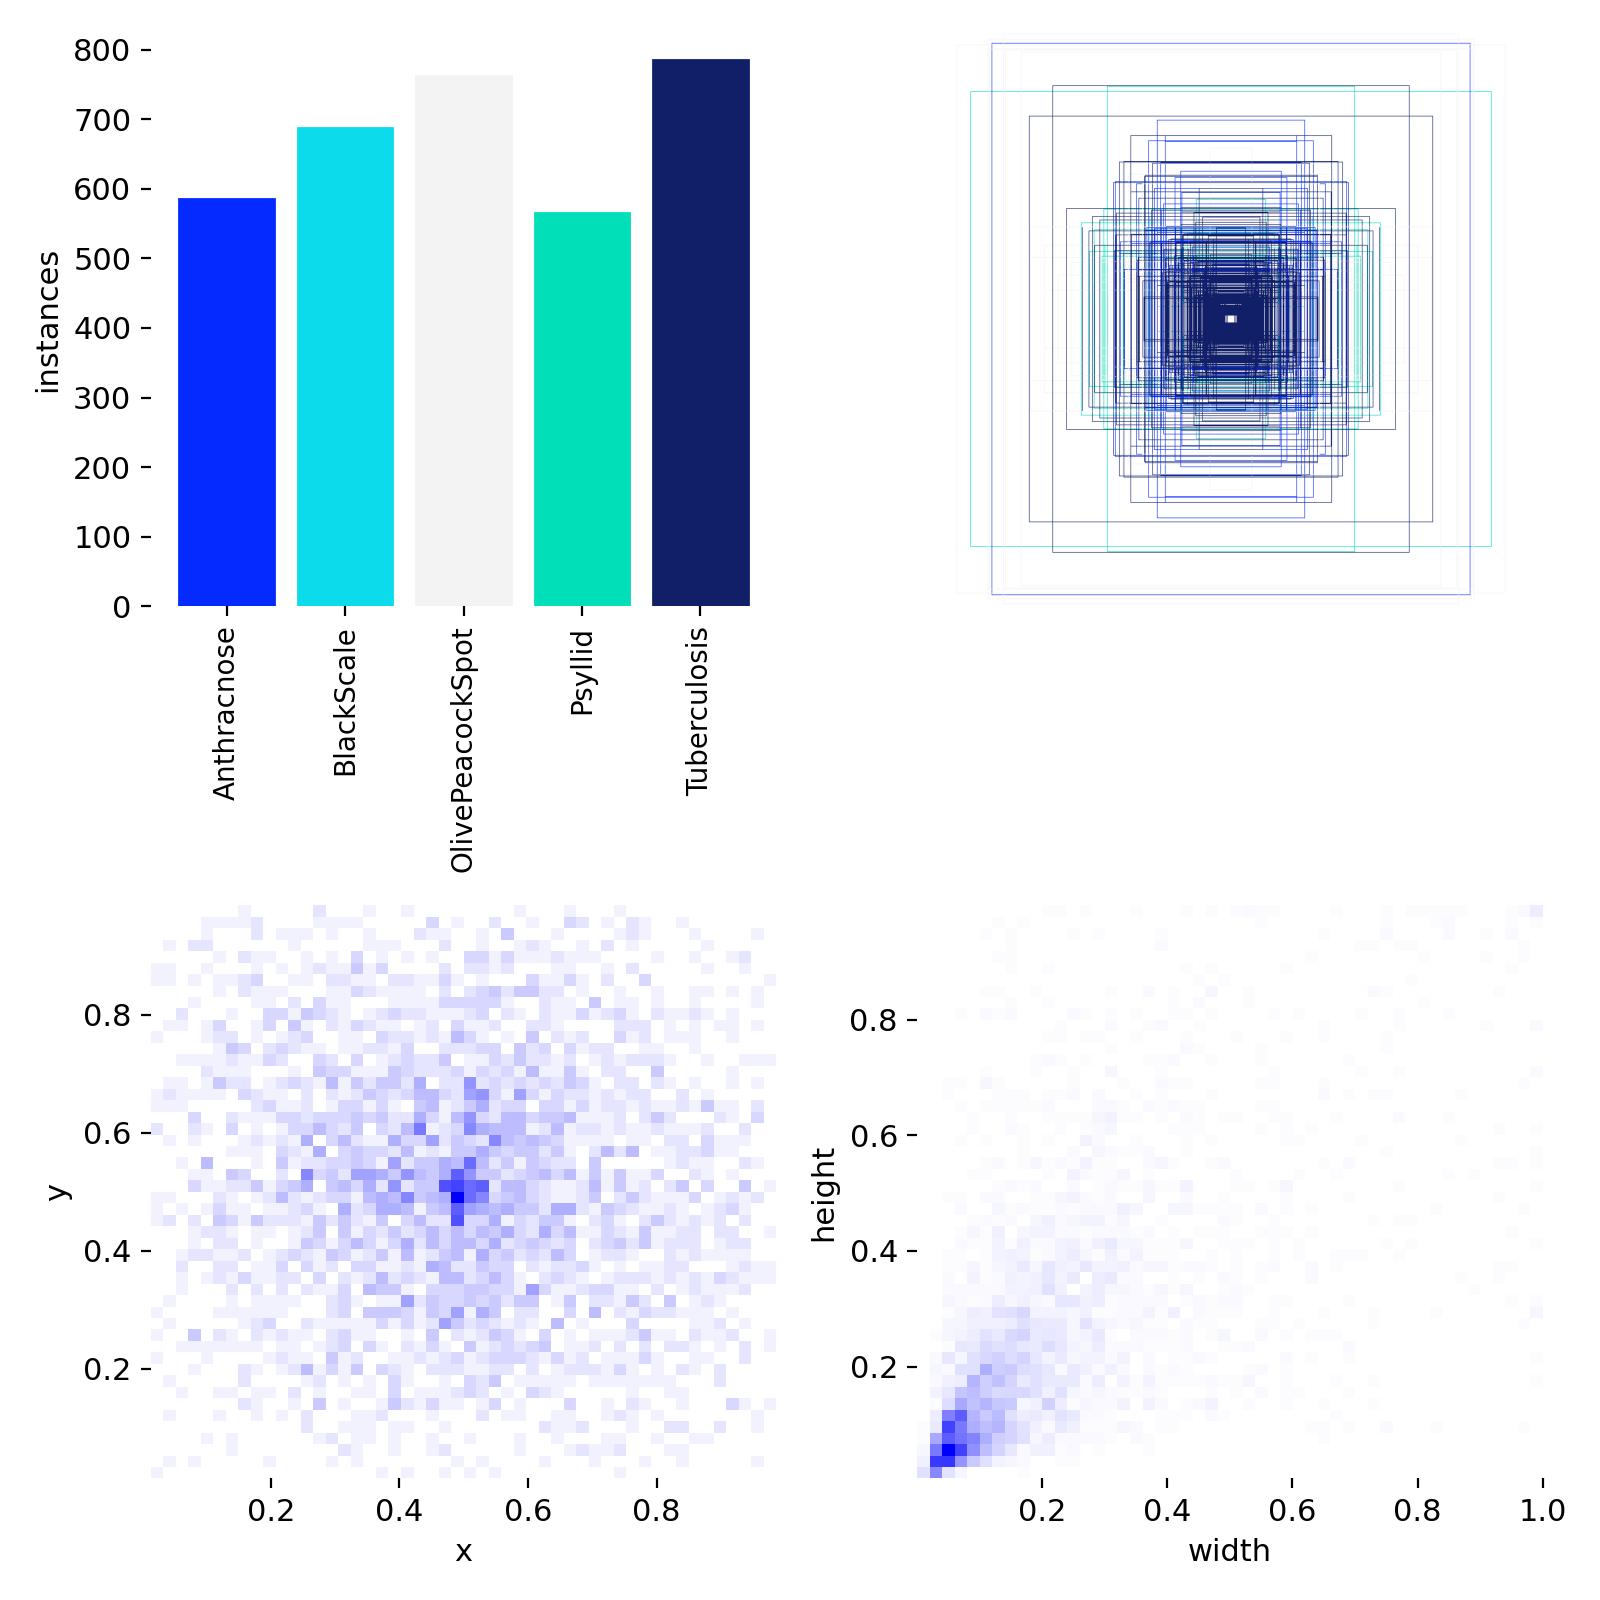 800
700
600
500
400
300
200
100
0
instances
Anthracnose
BlackScale
OlivePeacockSpot
Psyllid
Tuberculosis
0.8
0.6
0.4
0.2
y
0.2 0.4 0.6 0.8
x
0.8
0.6
0.4
0.2
height
0.2 0.4 0.6 0.8 1.0
width